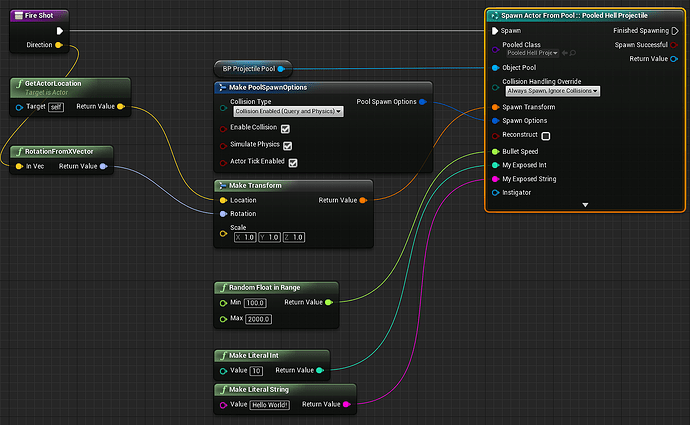 Fire Shot
Direction
GetActorLocation
Target is Actor
Target self Return Value
RotationFromXVector
In Vec Return Value
BP Projectile Pool
Make PoolSpawnOptions
Collision Type Pool Spawn Options
Collision Enabled (Query and Physics)
Enable Collision
Simulate Physics
Actor Tick Enabled
Make Transform
Location Return Value
Rotation
Scale
X 1.0 Y 1.0 Z 1.0
Random Float in Range
Min 100.0 Return Value
Max 2000.0
Make Literal Int
Value 10 Return Value
Make Literal String
Value Hello World! Return Value
Spawn Actor From Pool :: Pooled Hell Projectile
Spawn Finished Spawning
Pooled Class Spawn Successful
Pooled Hell Proje Return Value
Object Pool
Collision Handling Override
Always Spawn, Ignore Collisions
Spawn Transform
Spawn Options
Reconstruct
Bullet Speed
My Exposed Int
My Exposed String
Instigator